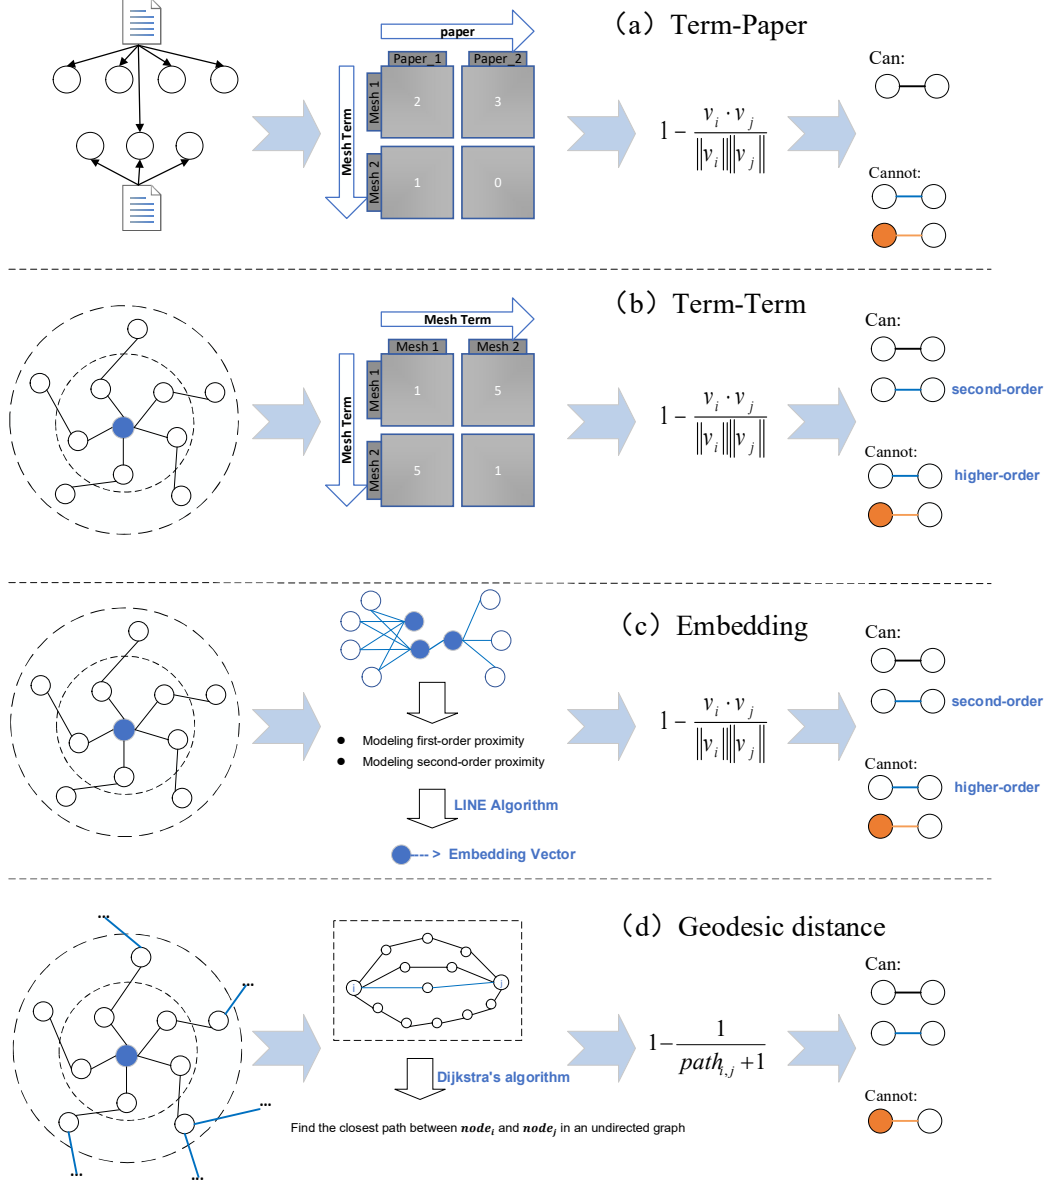 (a) Term-Paper
paper
Paper_1
Paper_2
Mesh Term
Mesh 1
Mesh 2
2
3
1
0
1 − v_i · v_j / ‖v_i‖‖v_j‖
Can:
Cannot:
(b) Term-Term
Mesh Term
Mesh 1
Mesh 2
Mesh Term
Mesh 1
Mesh 2
1
5
5
1
1 − v_i · v_j / ‖v_i‖‖v_j‖
Can:
second-order
Cannot:
higher-order
(c) Embedding
● Modeling first-order proximity
● Modeling second-order proximity
LINE Algorithm
----> Embedding Vector
1 − v_i · v_j / ‖v_i‖‖v_j‖
Can:
second-order
Cannot:
higher-order
(d) Geodesic distance
...
...
...
...
...
i
j
Dijkstra's algorithm
Find the closest path between node_i and node_j in an undirected graph
1 − 1 / path_i,j + 1
Can:
Cannot: